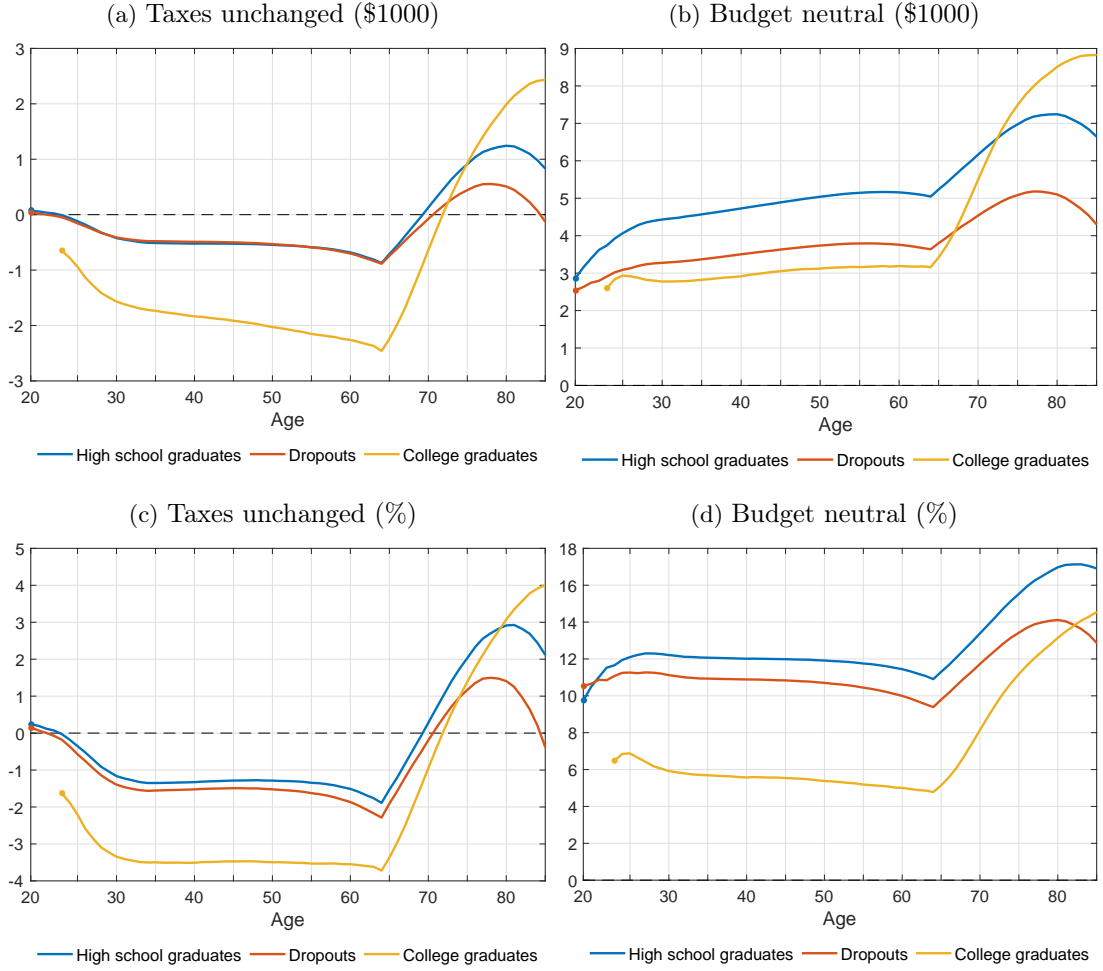 (a) Taxes unchanged ($1000)
3
2
1
0
-1
-2
-3
20 30 40 50 60 70 80
Age
High school graduates Dropouts College graduates
(b) Budget neutral ($1000)
9
8
7
6
5
4
3
2
1
0
20 30 40 50 60 70 80
Age
High school graduates Dropouts College graduates
(c) Taxes unchanged (%)
5
4
3
2
1
0
-1
-2
-3
-4
20 30 40 50 60 70 80
Age
High school graduates Dropouts College graduates
(d) Budget neutral (%)
18
16
14
12
10
8
6
4
2
0
20 30 40 50 60 70 80
Age
High school graduates Dropouts College graduates